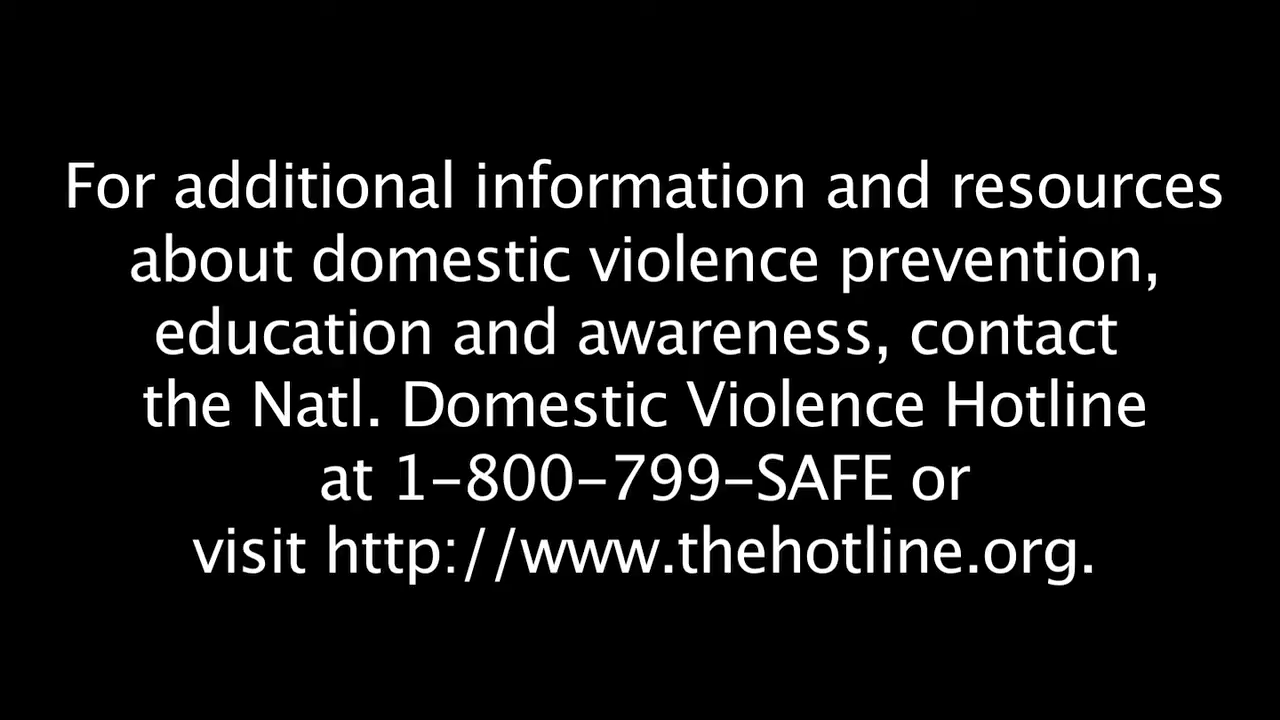 For additional information and resources
about domestic violence prevention,
education and awareness, contact
the Natl. Domestic Violence Hotline
at 1-800-799-SAFE or
visit http://www.thehotline.org.